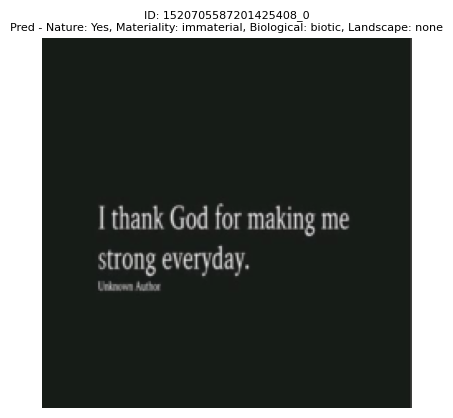 ID: 1520705587201425408_0
Pred - Nature: Yes, Materiality: immaterial, Biological: biotic, Landscape: none
I thank God for making me
strong everyday.
Unknown Author